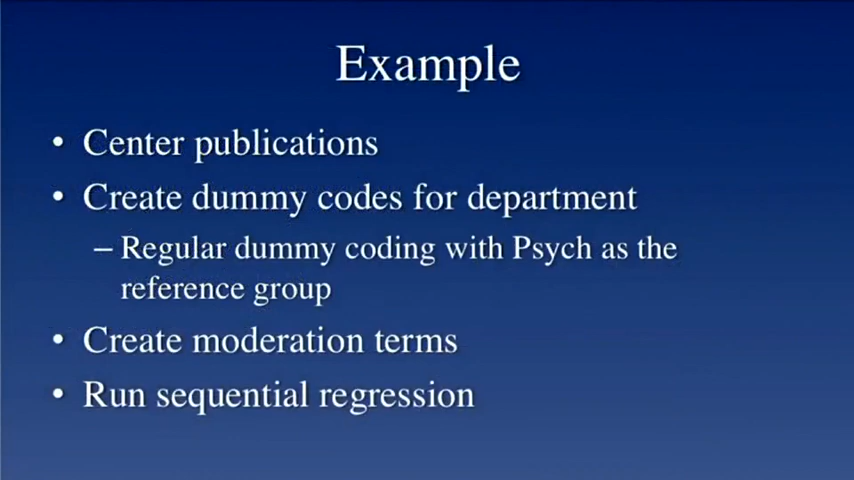 Example
• Center publications
• Create dummy codes for department
– Regular dummy coding with Psych as the
reference group
• Create moderation terms
• Run sequential regression